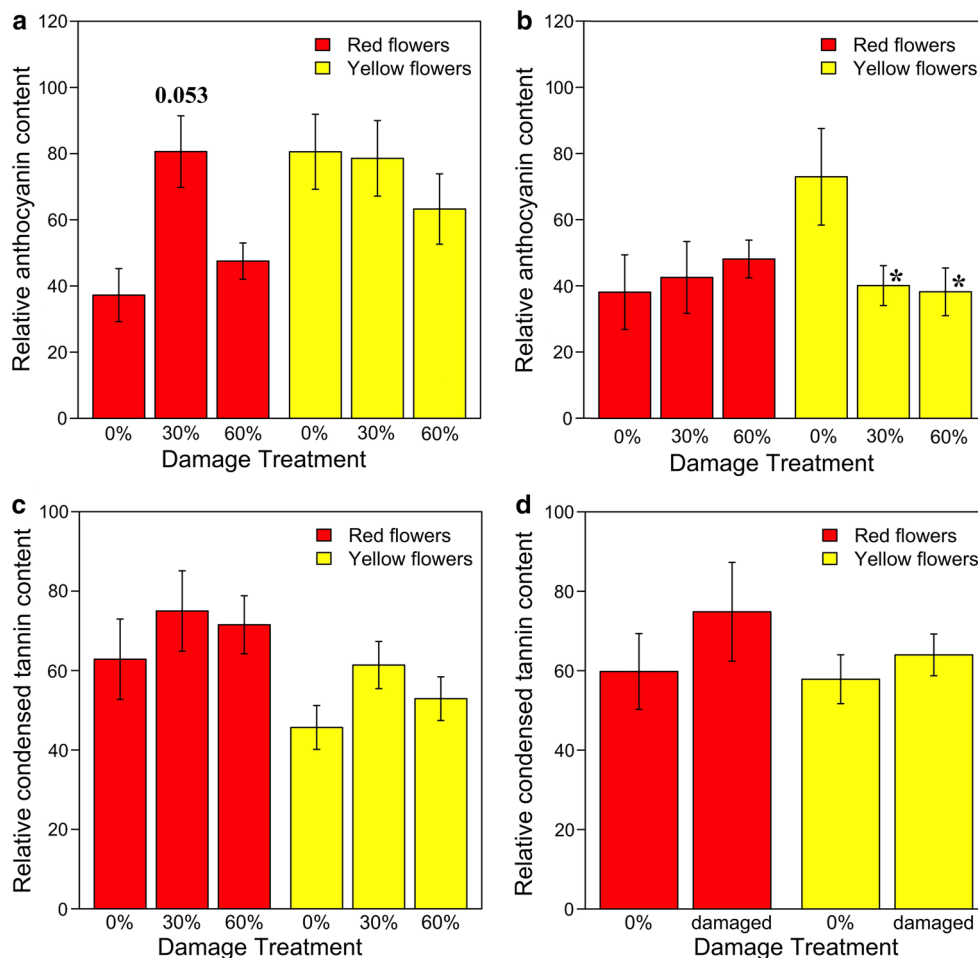 a
Relative anthocyanin content
120
100
80
60
40
20
0
Red flowers
Yellow flowers
0.053
0% 30% 60% 0% 30% 60%
Damage Treatment
b
Relative anthocyanin content
120
100
80
60
40
20
0
Red flowers
Yellow flowers
* *
0% 30% 60% 0% 30% 60%
Damage Treatment
c
Relative condensed tannin content
100
80
60
40
20
0
Red flowers
Yellow flowers
0% 30% 60% 0% 30% 60%
Damage Treatment
d
Relative condensed tannin content
100
80
60
40
20
0
Red flowers
Yellow flowers
0% damaged 0% damaged
Damage Treatment